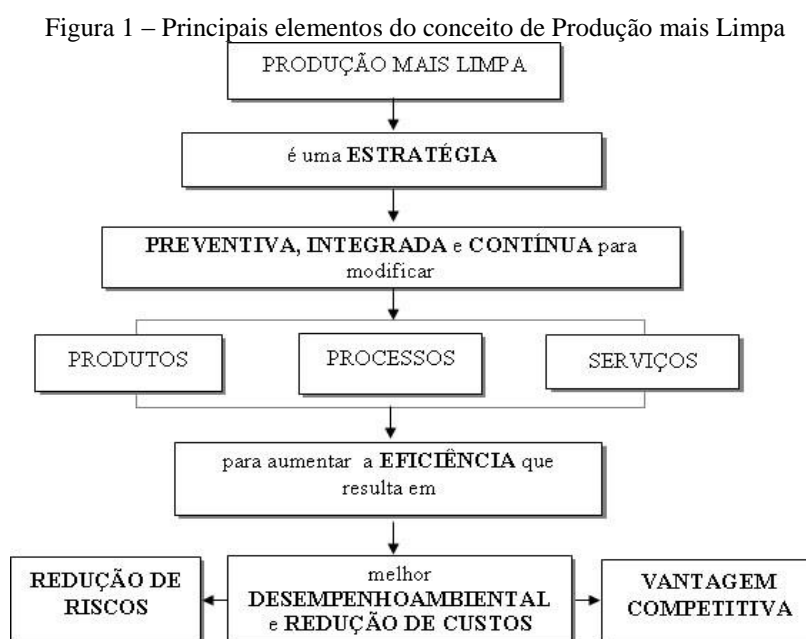 Figura 1 – Principais elementos do conceito de Produção mais Limpa
PRODUÇÃO MAIS LIMPA
é uma ESTRATÉGIA
PREVENTIVA, INTEGRADA e CONTÍNUA para
modificar
PRODUTOS
PROCESSOS
SERVIÇOS
para aumentar a EFICIÊNCIA que
resulta em
REDUÇÃO DE
RISCOS
melhor
DESEMPENHOAMBIENTAL
e REDUÇÃO DE CUSTOS
VANTAGEM
COMPETITIVA